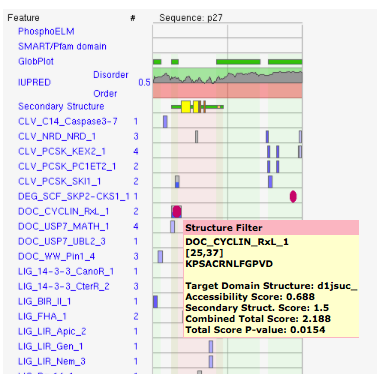 Feature # Sequence: p27
PhosphoELM
SMART/Pfam domain
GlobPlot
Disorder
IUPRED 0.5
Order
Secondary Structure
CLV_C14_Caspase3-7 1
CLV_NRD_NRD_1 3
CLV_PCSK_KEX2_1 4
CLV_PCSK_PC1ET2_1 2
CLV_PCSK_SKI1_1 2
DEG_SCF_SKP2-CKS1_1 1
DOC_CYCLIN_RxL_1 2
DOC_USP7_MATH_1 4
DOC_USP7_UBL2_3 1
DOC_WW_Pin1_4 3
LIG_14-3-3_CanoR_1 1
LIG_14-3-3_CterR_2 3
LIG_BIR_II_1 1
LIG_FHA_1 2
LIG_LIR_Apic_2 1
LIG_LIR_Gen_1 1
LIG_LIR_Nem_3 1
Structure Filter
DOC_CYCLIN_RxL_1
[25,37]
KPSACRNLFGPVD
Target Domain Structure: d1jsuc_
Accessibility Score: 0.688
Secondary Struct. Score: 1.5
Combined Total Score: 2.188
Total Score P-value: 0.0154